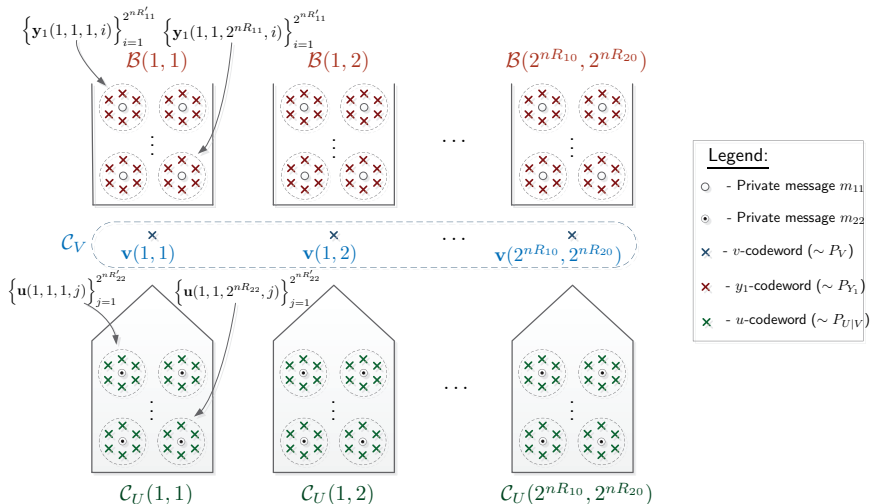 {y₁(1, 1, 1, i)}_{i=1}^{2^{nR'₁₁}} {y₁(1, 1, 2^{nR₁₁}, i)}_{i=1}^{2^{nR'₁₁}}
B(1, 1) B(1, 2) B(2^{nR₁₀}, 2^{nR₂₀})
⋮ ⋮ ⋯ ⋮
Legend:
- Private message m₁₁
- Private message m₂₂
- v-codeword (∼ P_V)
- y₁-codeword (∼ P_{Y₁})
- u-codeword (∼ P_{U|V})
C_V
v(1, 1) v(1, 2) ⋯ v(2^{nR₁₀}, 2^{nR₂₀})
{u(1, 1, 1, j)}_{j=1}^{2^{nR'₂₂}} {u(1, 1, 2^{nR₂₂}, j)}_{j=1}^{2^{nR'₂₂}}
⋮ ⋮ ⋯ ⋮
C_U(1, 1) C_U(1, 2) C_U(2^{nR₁₀}, 2^{nR₂₀})